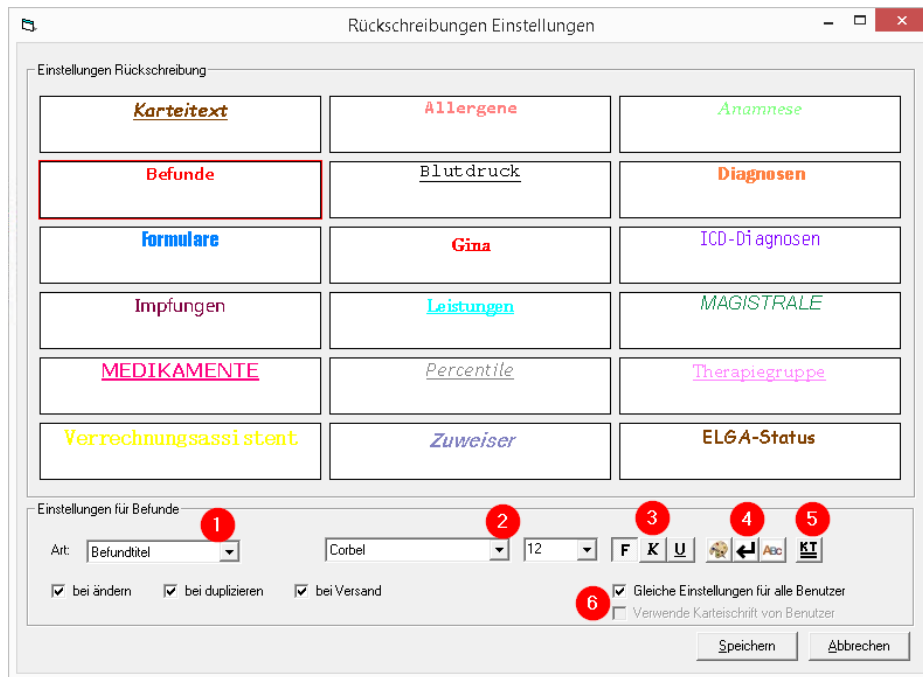 Rückschreibungen Einstellungen
Einstellungen Rückschreibung
Karteitext Allergene Anamnese
Befunde Blutdruck Diagnosen
Formulare Gina ICD-Diagnosen
Impfungen Leistungen MAGISTRALE
MEDIKAMENTE Percentile Therapiegruppe
Verrechnungsassistent Zuweiser ELGA-Status
Einstellungen für Befunde
1 2 3 4 5
Art: Befundtitel Corbel 12 F K U ABC KT
bei ändern bei duplizieren bei Versand Gleiche Einstellungen für alle Benutzer
6 Verwende Karteischrift von Benutzer
Speichern Abbrechen